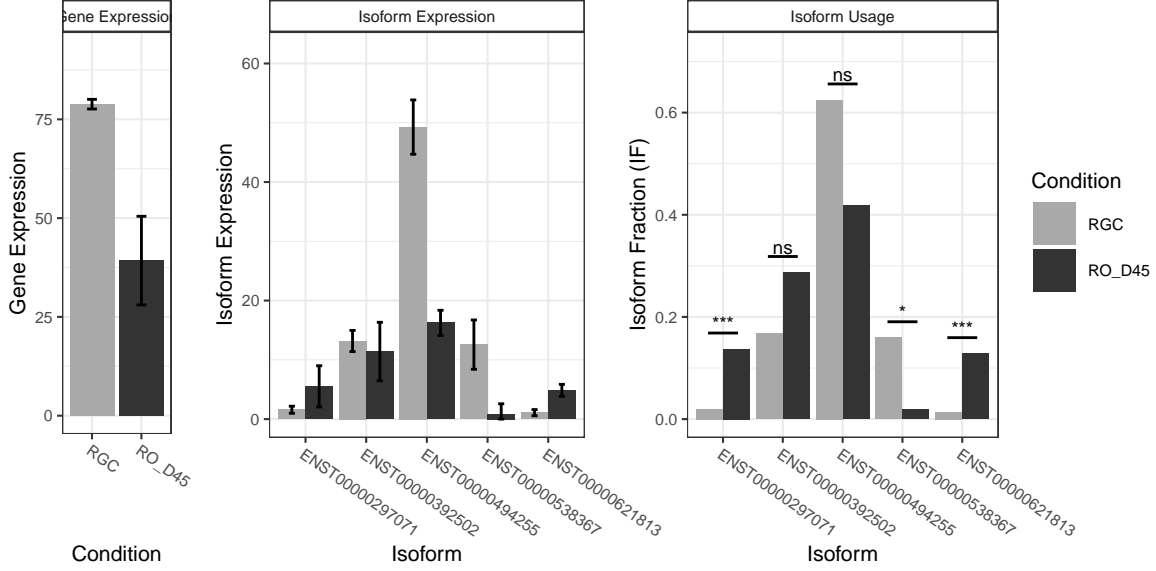 Gene Expression
Isoform Expression
Isoform Usage
Gene Expression
75
50
25
0
RGC
RO_D45
Condition
Isoform Expression
60
40
20
0
ENST00000297071
ENST00000392502
ENST00000494255
ENST00000538367
ENST00000621813
Isoform
Isoform Fraction (IF)
0.6
0.4
0.2
0.0
***
ns
ns
*
***
ENST00000297071
ENST00000392502
ENST00000494255
ENST00000538367
ENST00000621813
Isoform
Condition
RGC
RO_D45